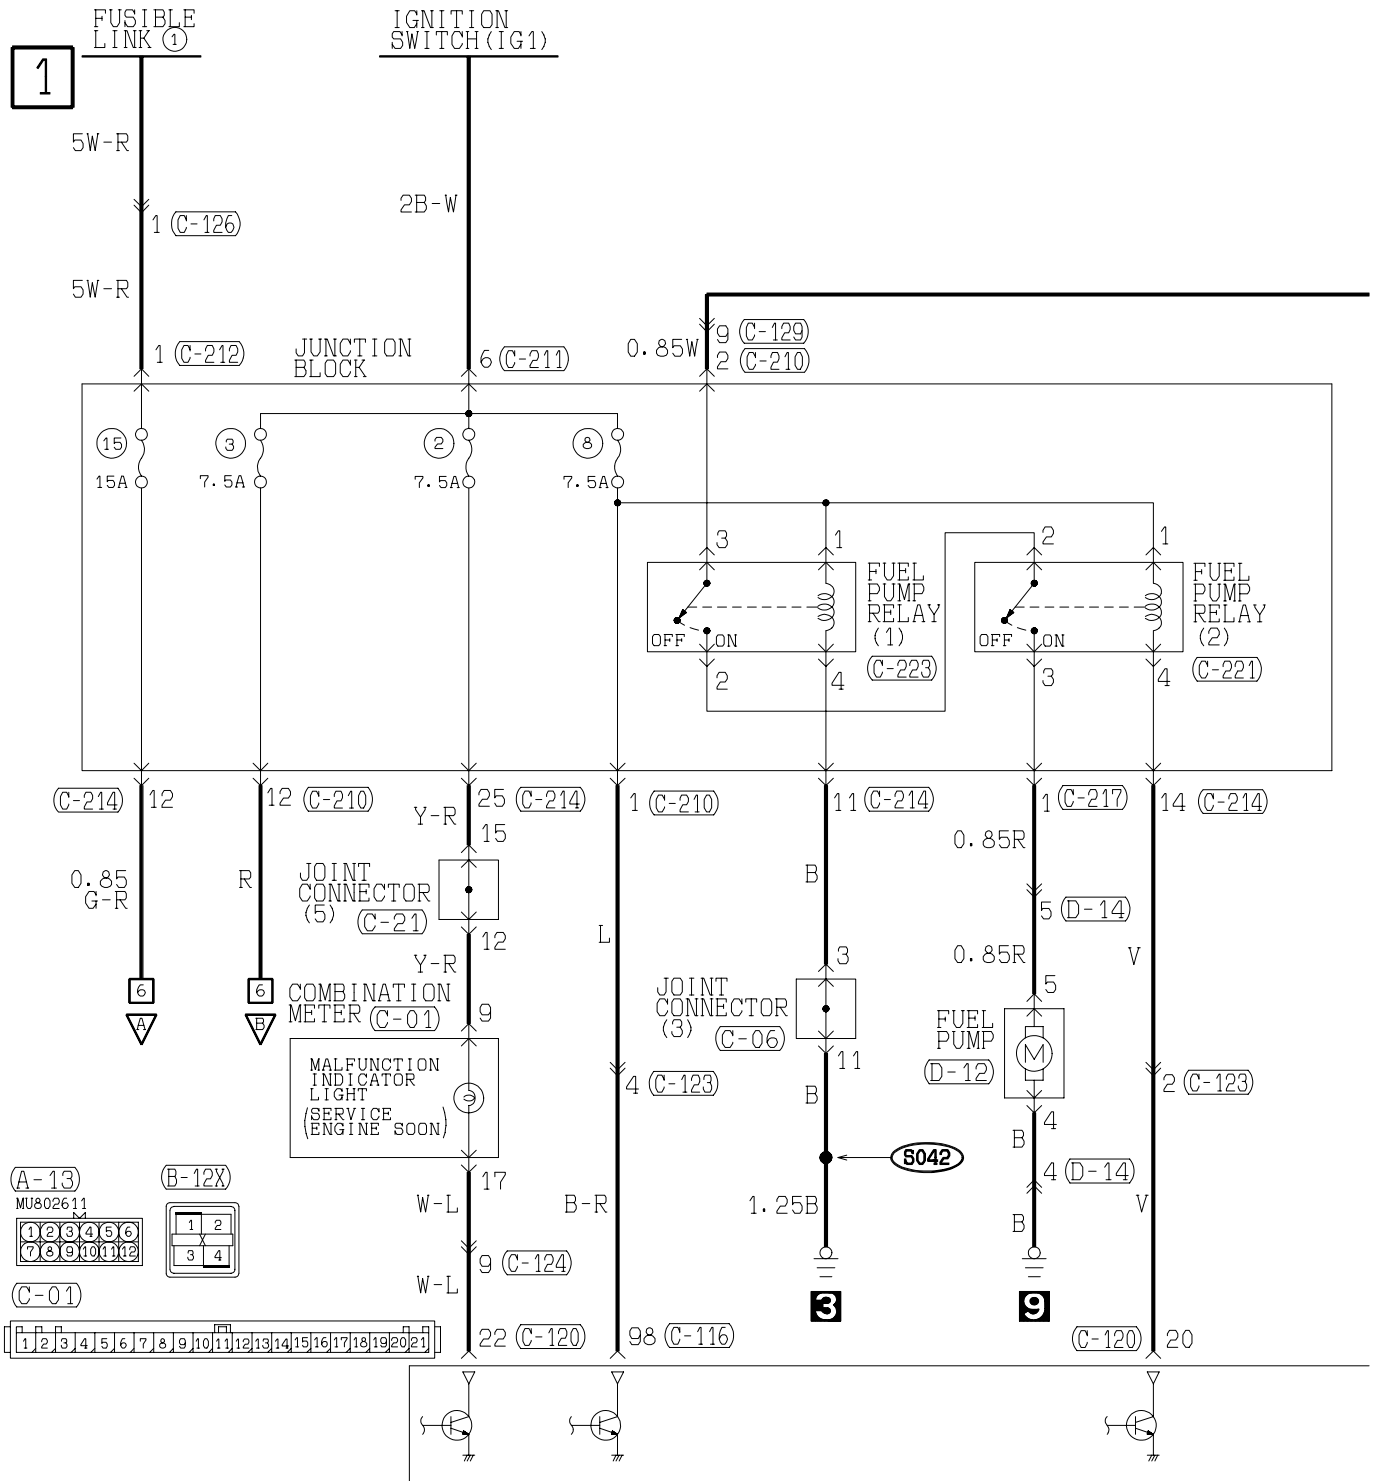 FUSIBLE
LINK ①
IGNITION
SWITCH(IG1)
1
5W-R
2B-W
1 (C-126)
5W-R
9 (C-129)
0.85W
2 (C-210)
1 (C-212)
JUNCTION
BLOCK
6 (C-211)
15
15A
3
7.5A
2
7.5A
8
7.5A
3
1
2
1
FUEL
PUMP
RELAY
(1)
(C-223)
OFF
ON
FUEL
PUMP
RELAY
(2)
(C-221)
OFF
ON
2
4
3
4
(C-214) 12
12 (C-210)
25 (C-214)
1 (C-210)
11 (C-214)
1 (C-217)
14 (C-214)
Y-R
15
0.85R
0.85
G-R
R
JOINT
CONNECTOR
(5)
(C-21)
B
5 (D-14)
12
L
Y-R
3
0.85R
V
6
A
6
B
COMBINATION
METER
(C-01)
9
JOINT
CONNECTOR
(3)
(C-06)
11
5
FUEL
PUMP
(D-12)
M
MALFUNCTION
INDICATOR
LIGHT
(SERVICE
ENGINE SOON)
4 (C-123)
2 (C-123)
B
4
B
S042
4 (D-14)
17
W-L
B-R
1.25B
V
B
9 (C-124)
W-L
3
9
22 (C-120)
98 (C-116)
(C-120) 20
(A-13)
MU802611
1 2 3 4 5 6
7 8 9 10 11 12
(B-12X)
1 2
X
3 4
(C-01)
1 2 3 4 5 6 7 8 9 10 11 12 13 14 15 16 17 18 19 20 21